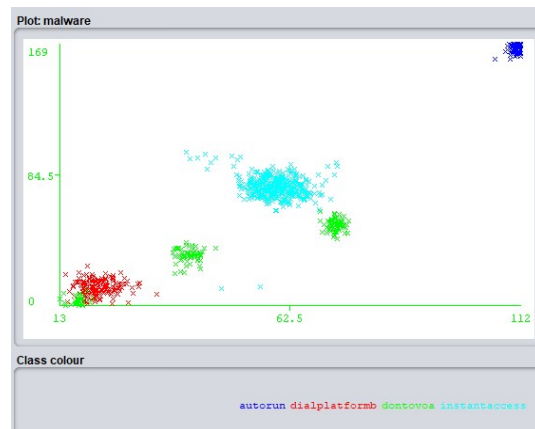 Plot: malware
169
84.5
0
13 62.5 112
Class colour
autorun dialplatformb dontovoa instantaccess